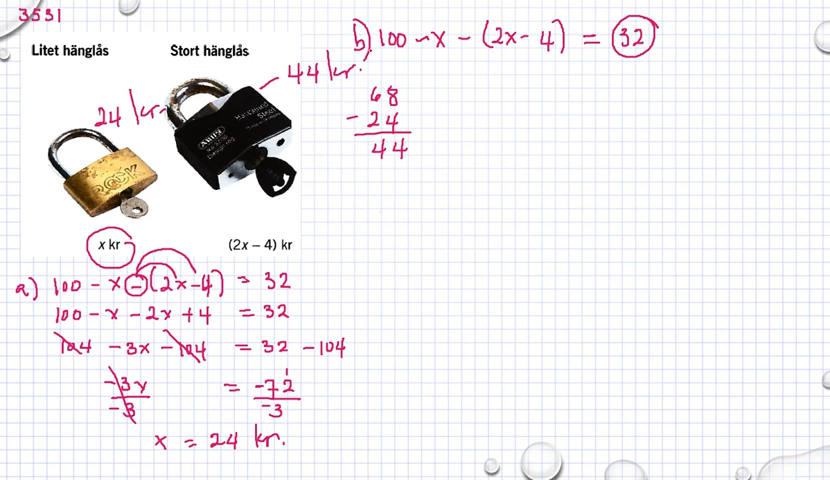 3531
Litet hänglås
Stort hänglås
24 kr
44 kr.
ABUS
ROCK
x kr
(2x – 4) kr
a) 100 - x - (2x - 4) = 32
100 - x - 2x + 4 = 32
104 - 3x - 104 = 32 - 104
-3x = -72
-3 -3
x = 24 kr.
b) 100 - x - (2x - 4) = 32
68
- 24
44